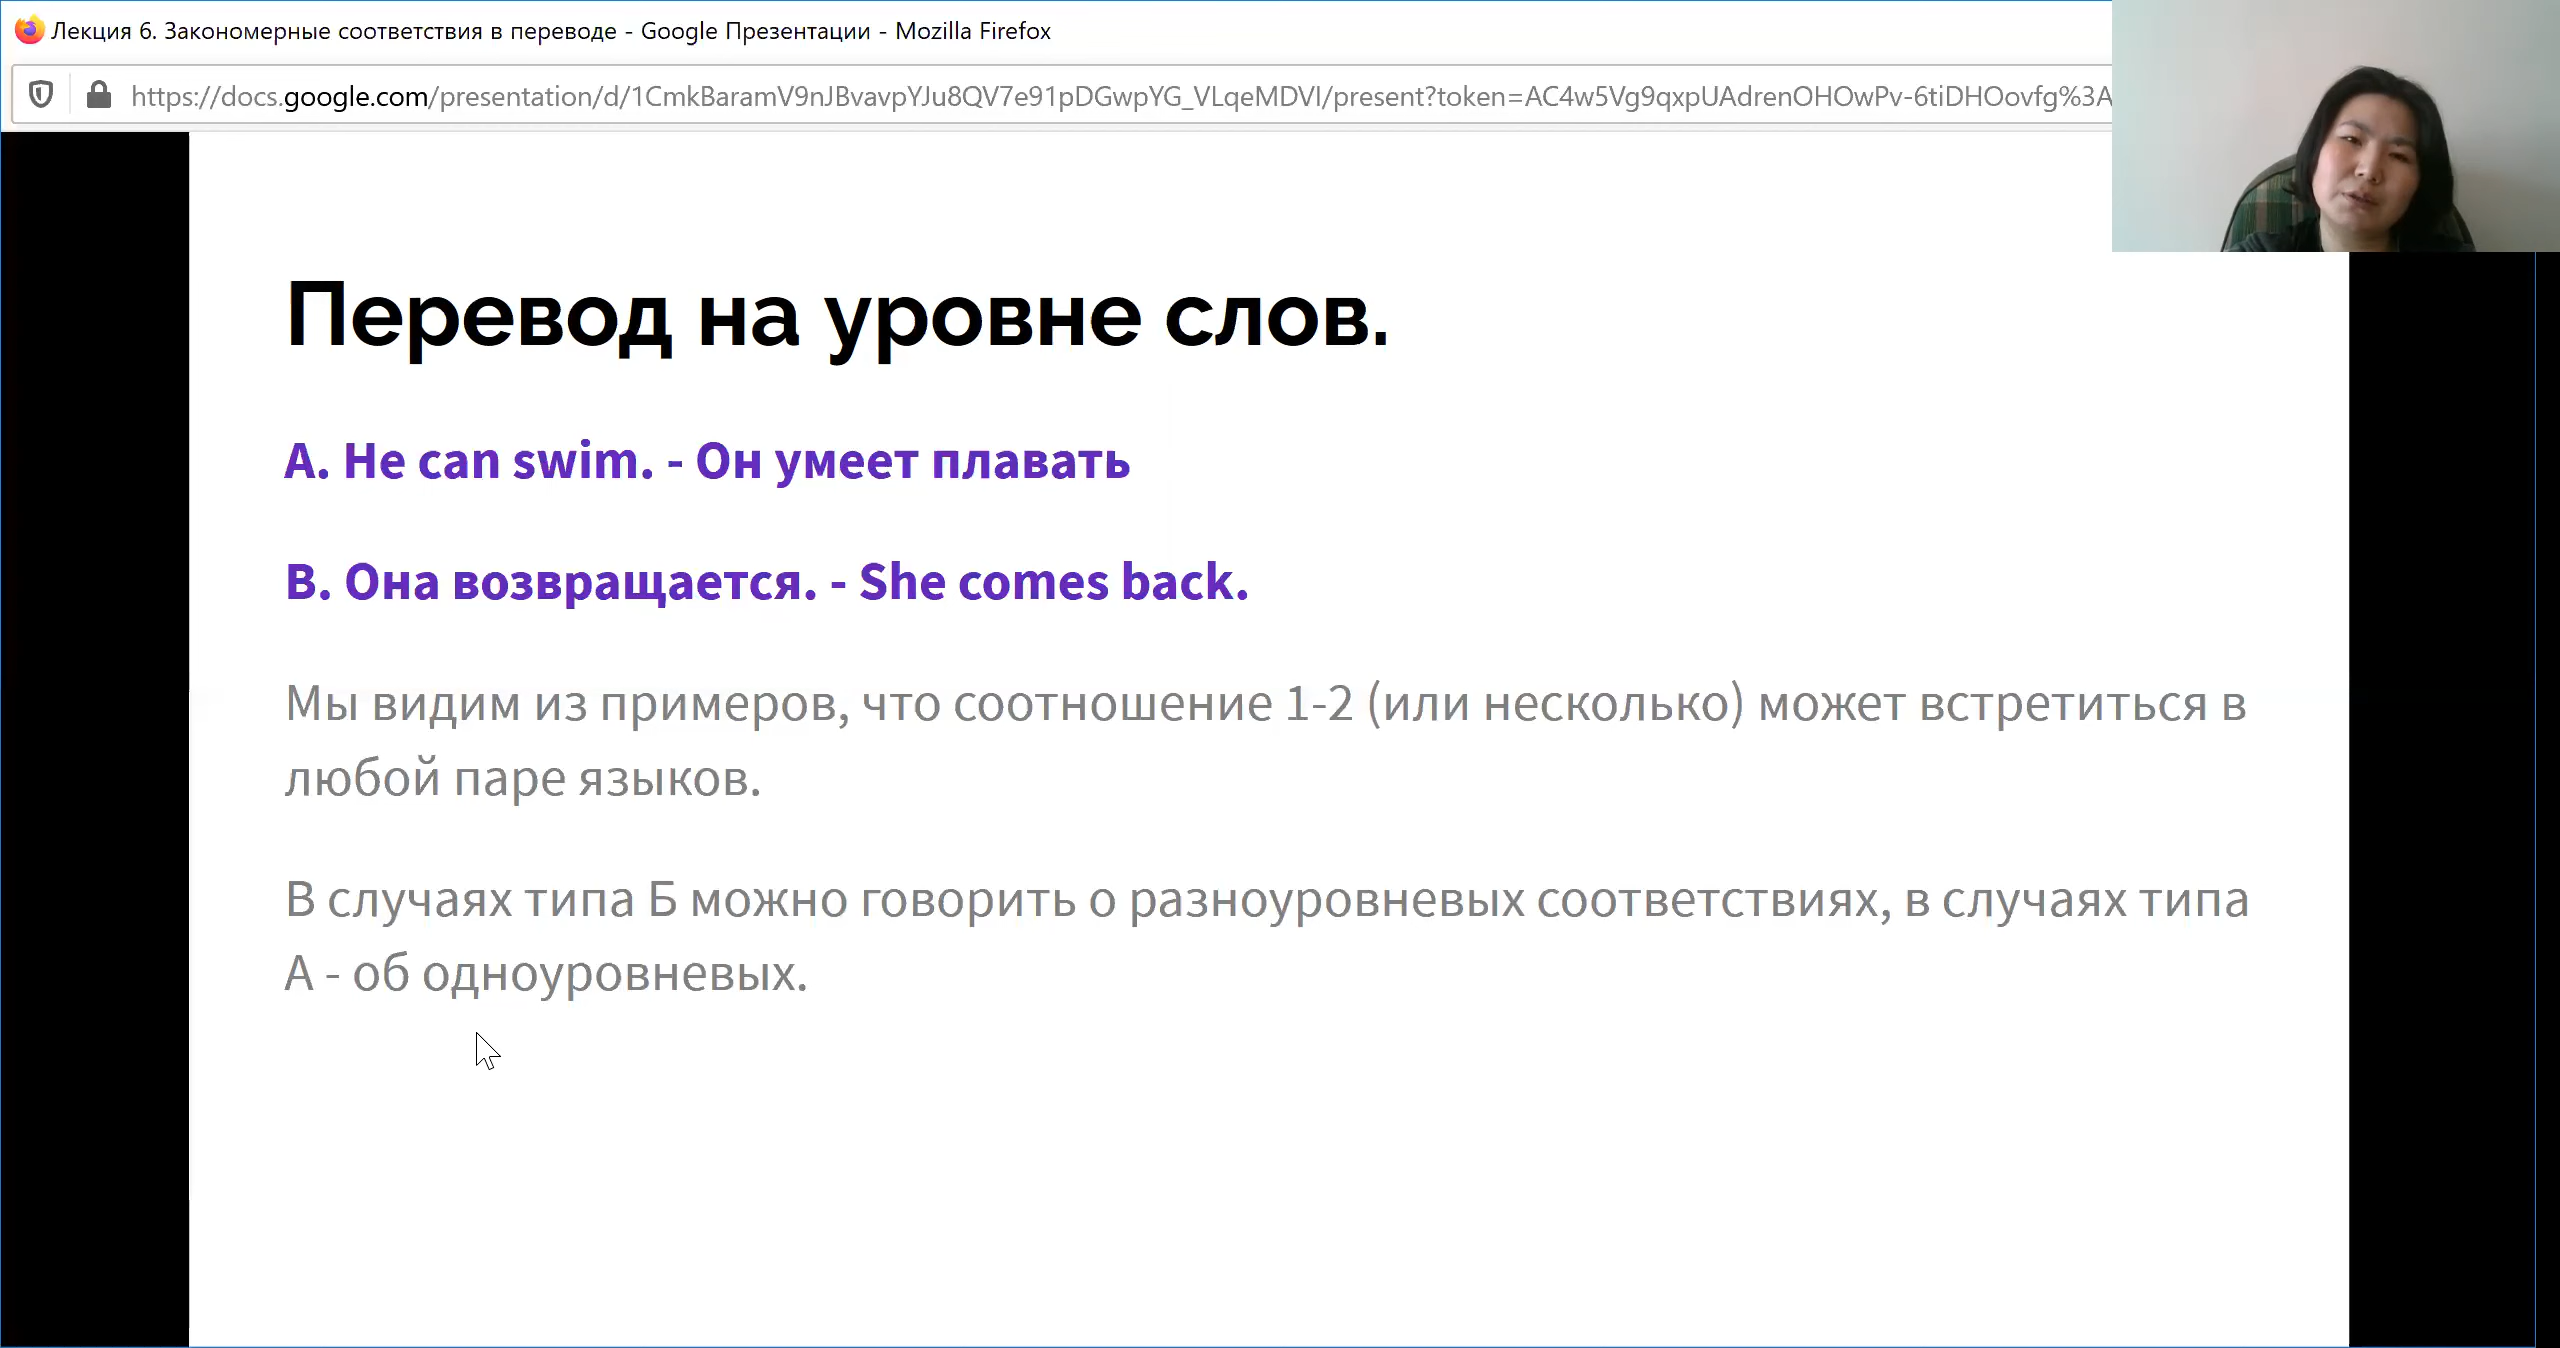 Лекция 6. Закономерные соответствия в переводе - Google Презентации - Mozilla Firefox
https://docs.google.com/presentation/d/1CmkBaramV9nJBvavpYJu8QV7e91pDGwpYG_VLqeMDVI/present?token=AC4w5Vg9qxpUAdrenOHOwPv-6tiDHOovfg%3A
Перевод на уровне слов.
А. He can swim. - Он умеет плавать
В. Она возвращается. - She comes back.
Мы видим из примеров, что соотношение 1-2 (или несколько) может встретиться в
любой паре языков.
В случаях типа Б можно говорить о разноуровневых соответствиях, в случаях типа
А - об одноуровневых.